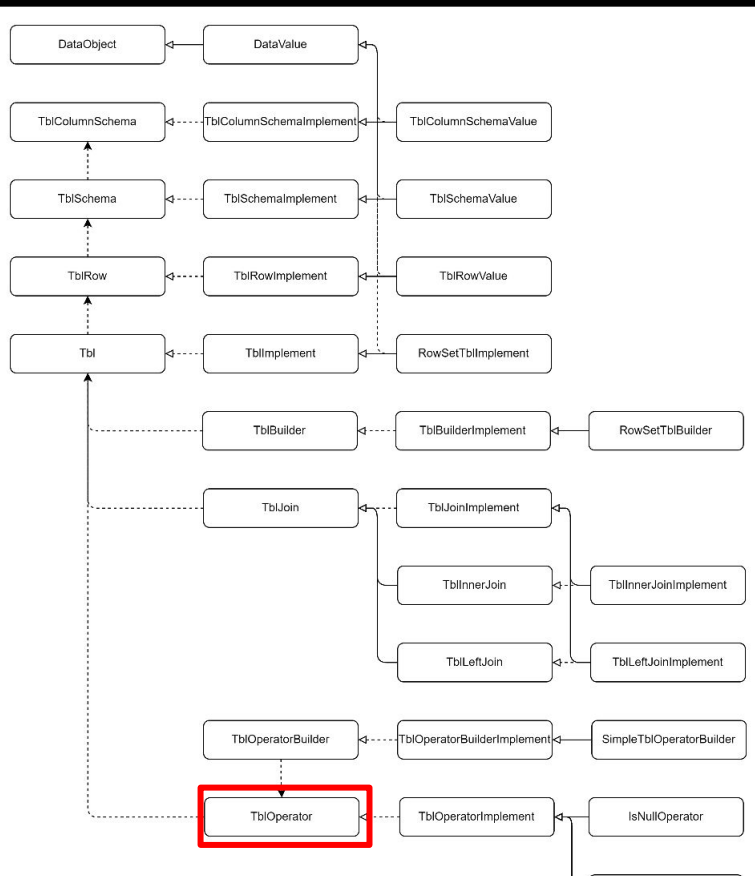 DataObject
DataValue
TblColumnSchema
TblColumnSchemaImplement
TblColumnSchemaValue
TblSchema
TblSchemaImplement
TblSchemaValue
TblRow
TblRowImplement
TblRowValue
Tbl
TblImplement
RowSetTblImplement
TblBuilder
TblBuilderImplement
RowSetTblBuilder
TblJoin
TblJoinImplement
TblInnerJoin
TblInnerJoinImplement
TblLeftJoin
TblLeftJoinImplement
TblOperatorBuilder
TblOperatorBuilderImplement
SimpleTblOperatorBuilder
TblOperator
TblOperatorImplement
IsNullOperator